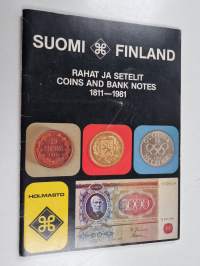 SUOMI FINLAND
RAHAT JA SETELIT
COINS AND BANK NOTES
1811—1981
HOLMASTO
5000